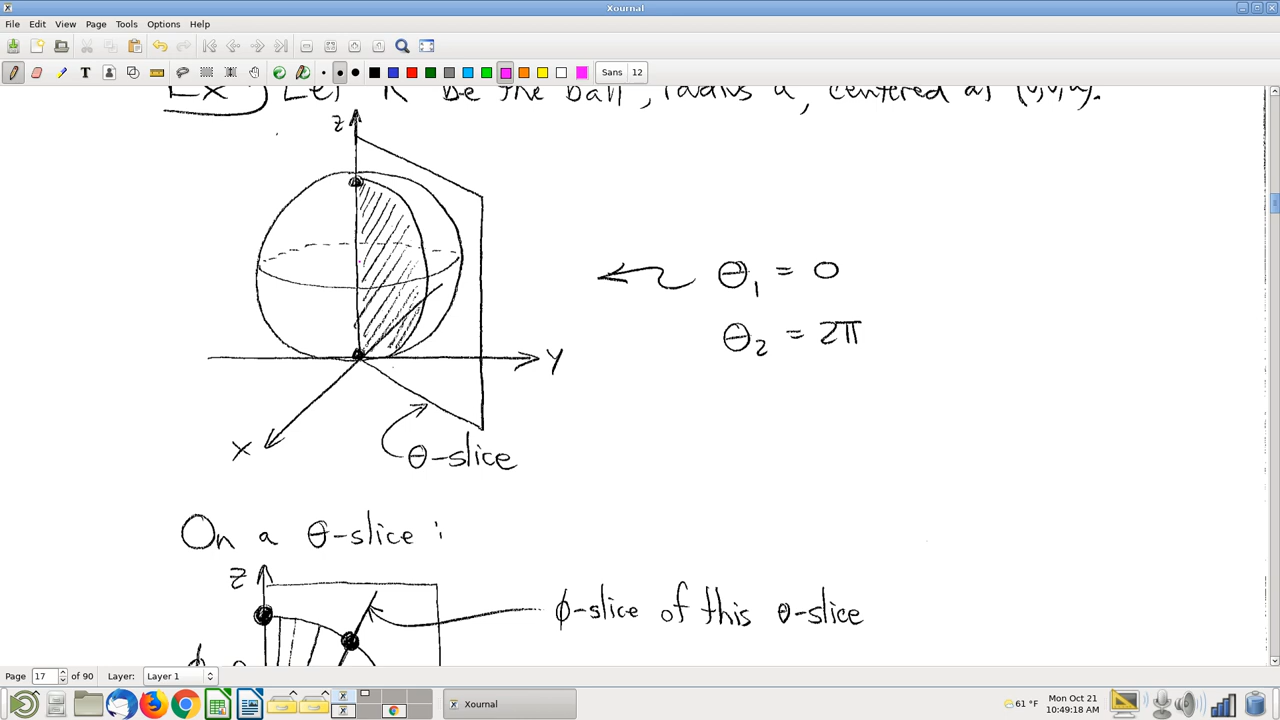 Xournal
File Edit View Page Tools Options Help
Sans 12
Ex Let R be the ball, radius a, centered at (0,0,a).
z
θ₁ = 0
θ₂ = 2π
y
x
θ-slice
On a θ-slice :
z
φ-slice of this θ-slice
Page 17 of 90 Layer: Layer 1
Xournal
61 °F
Mon Oct 21
10:49:18 AM